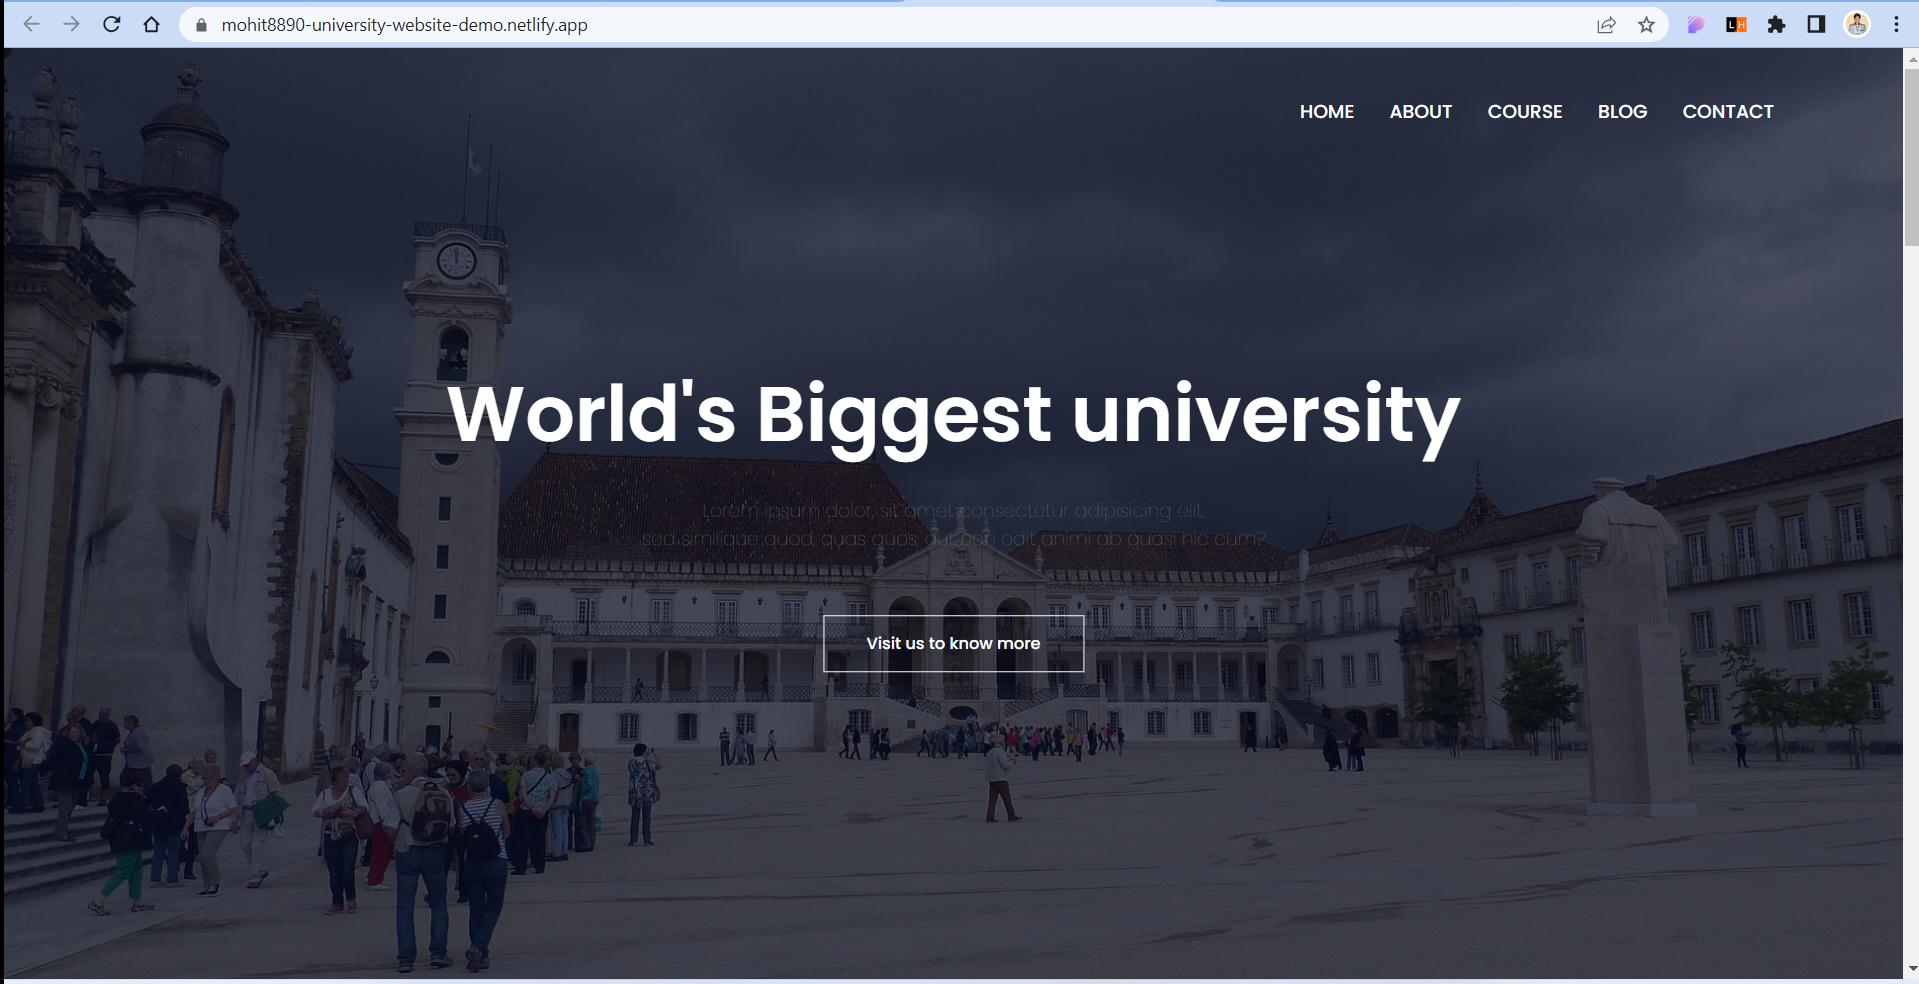 mohit8890-university-website-demo.netlify.app
L H
HOME ABOUT COURSE BLOG CONTACT
World's Biggest university
Lorem ipsum dolor, sit amet consectetur adipisicing elit.
sed similique quod, quas quos, aut non odit animi ab quasi hic cum?
Visit us to know more